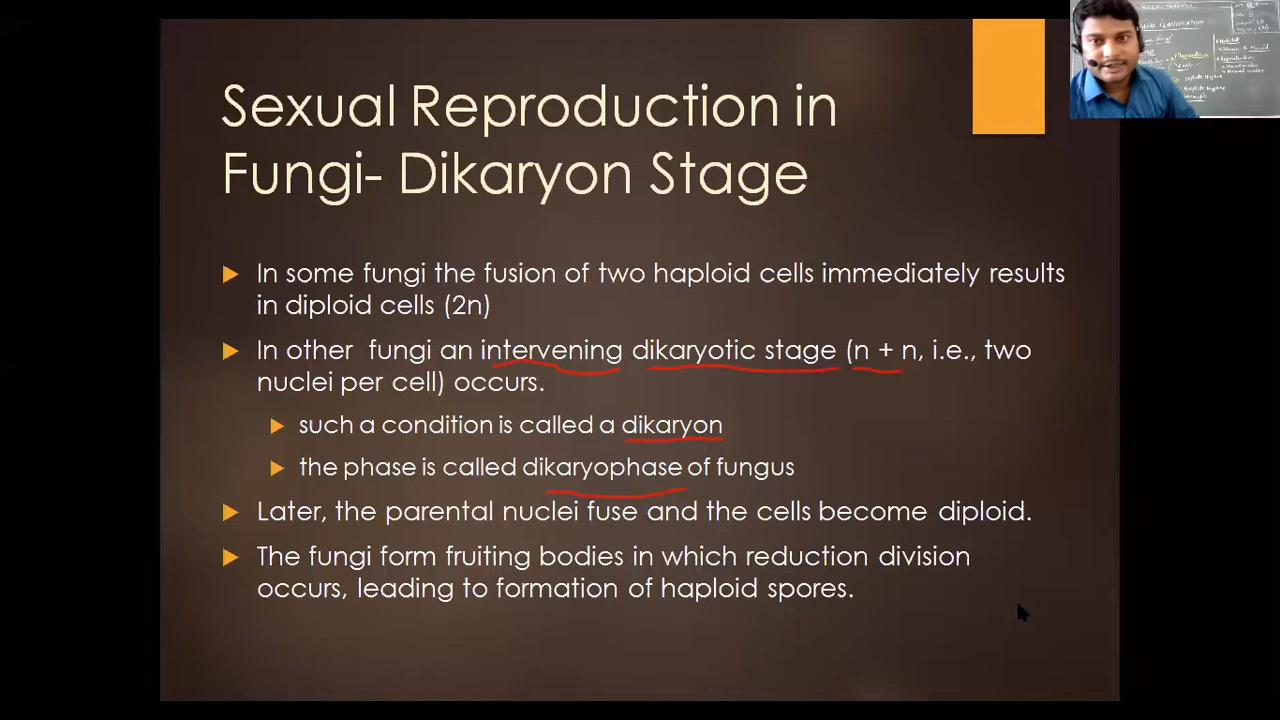 Sexual Reproduction in
Fungi- Dikaryon Stage
In some fungi the fusion of two haploid cells immediately results
in diploid cells (2n)
In other fungi an intervening dikaryotic stage (n + n, i.e., two
nuclei per cell) occurs.
such a condition is called a dikaryon
the phase is called dikaryophase of fungus
Later, the parental nuclei fuse and the cells become diploid.
The fungi form fruiting bodies in which reduction division
occurs, leading to formation of haploid spores.